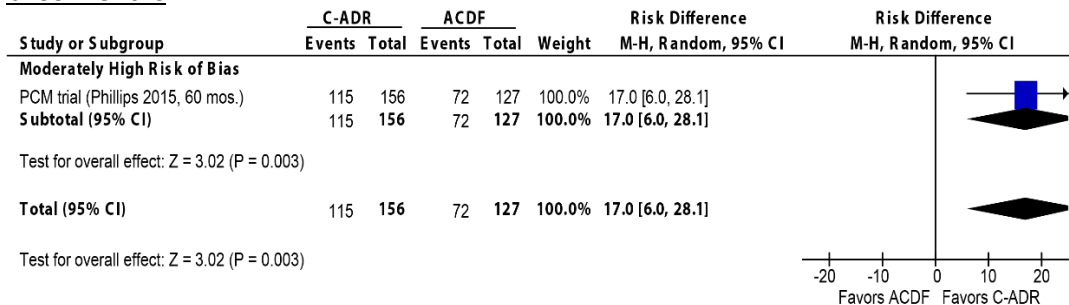 C-ADR ACDF Risk Difference Risk Difference
Study or Subgroup Events Total Events Total Weight M-H, Random, 95% CI M-H, Random, 95% CI
Moderately High Risk of Bias
PCM trial (Phillips 2015, 60 mos.) 115 156 72 127 100.0% 17.0 [6.0, 28.1]
Subtotal (95% CI) 115 156 72 127 100.0% 17.0 [6.0, 28.1]
Test for overall effect: Z = 3.02 (P = 0.003)
Total (95% CI) 115 156 72 127 100.0% 17.0 [6.0, 28.1]
Test for overall effect: Z = 3.02 (P = 0.003)
-20 -10 0 10 20
Favors ACDF Favors C-ADR